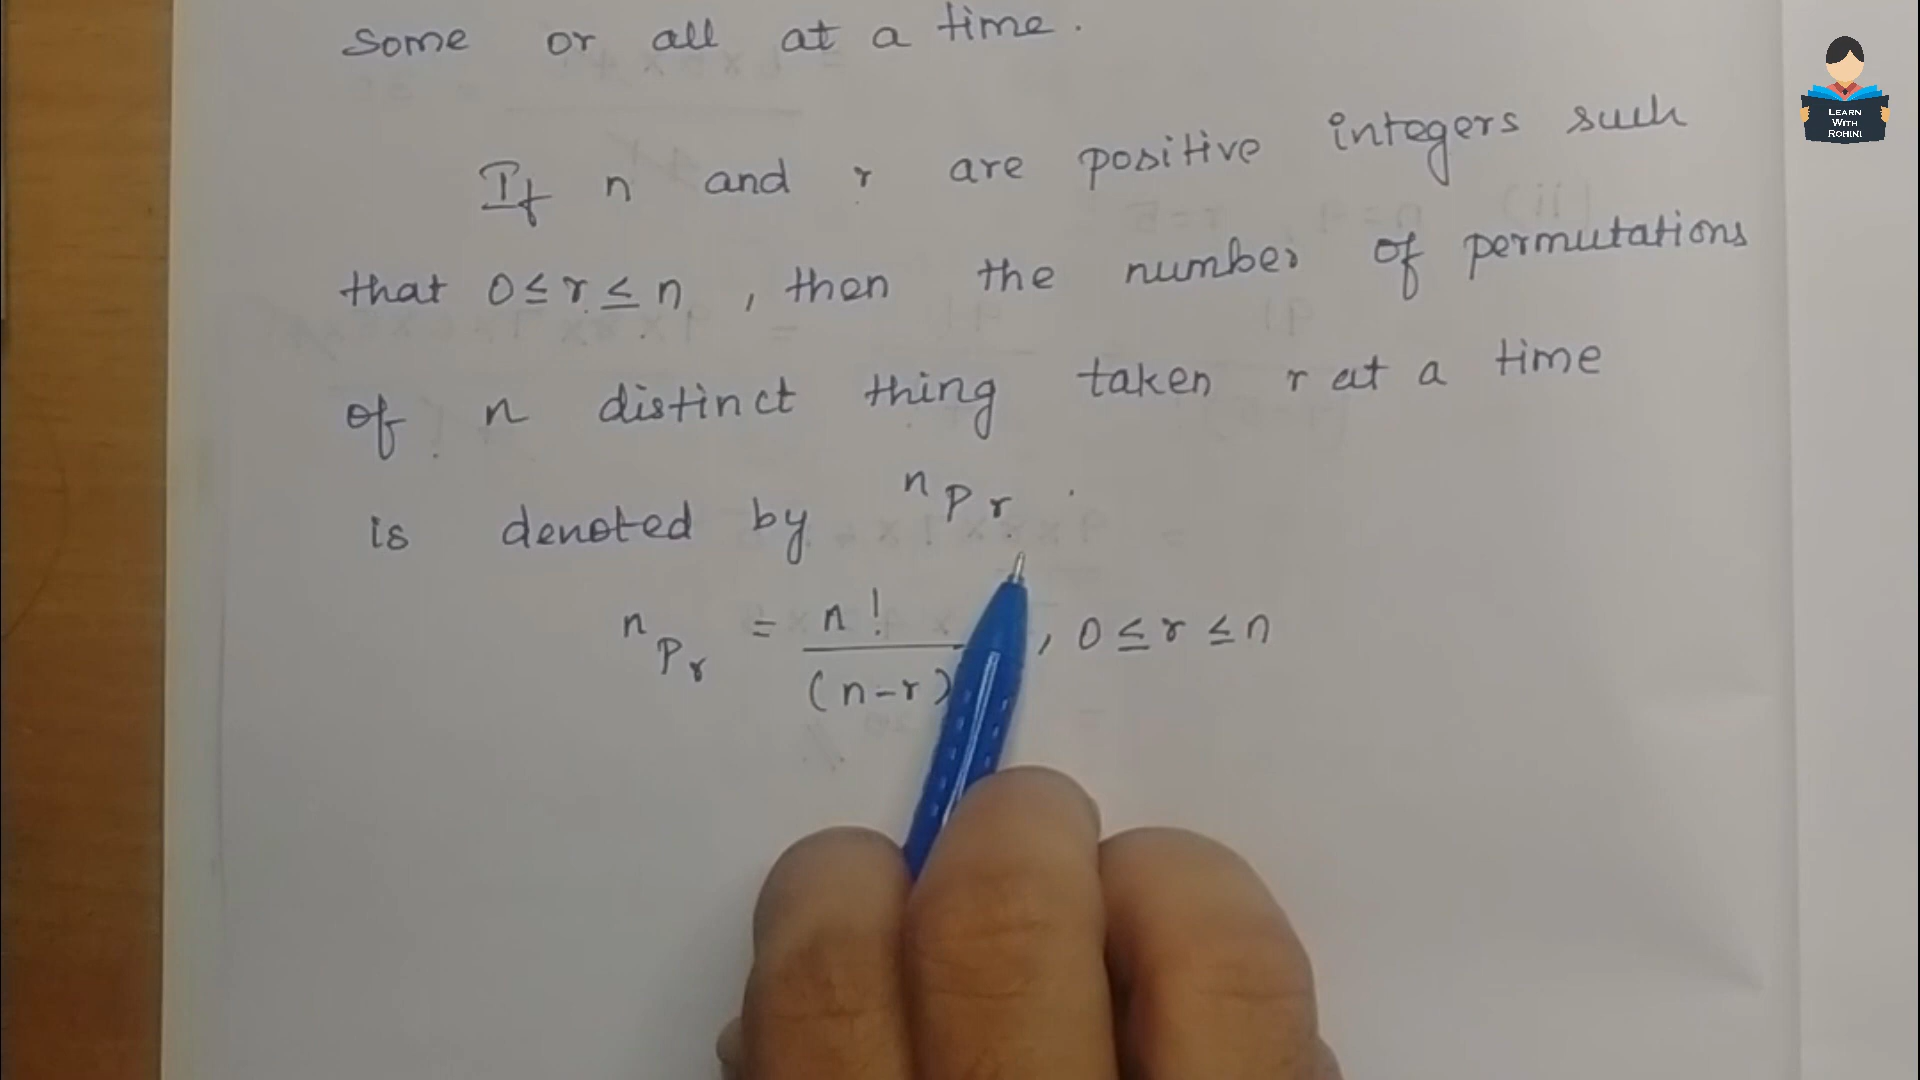 some or all at a time.
If n and r are positive integers such
that 0≤r≤n, then the number of permutations
of n distinct thing taken r at a time
is denoted by ⁿPr.
ⁿPr = n! / (n-r) , 0≤r≤n
LEARN
WITH
ROHINI